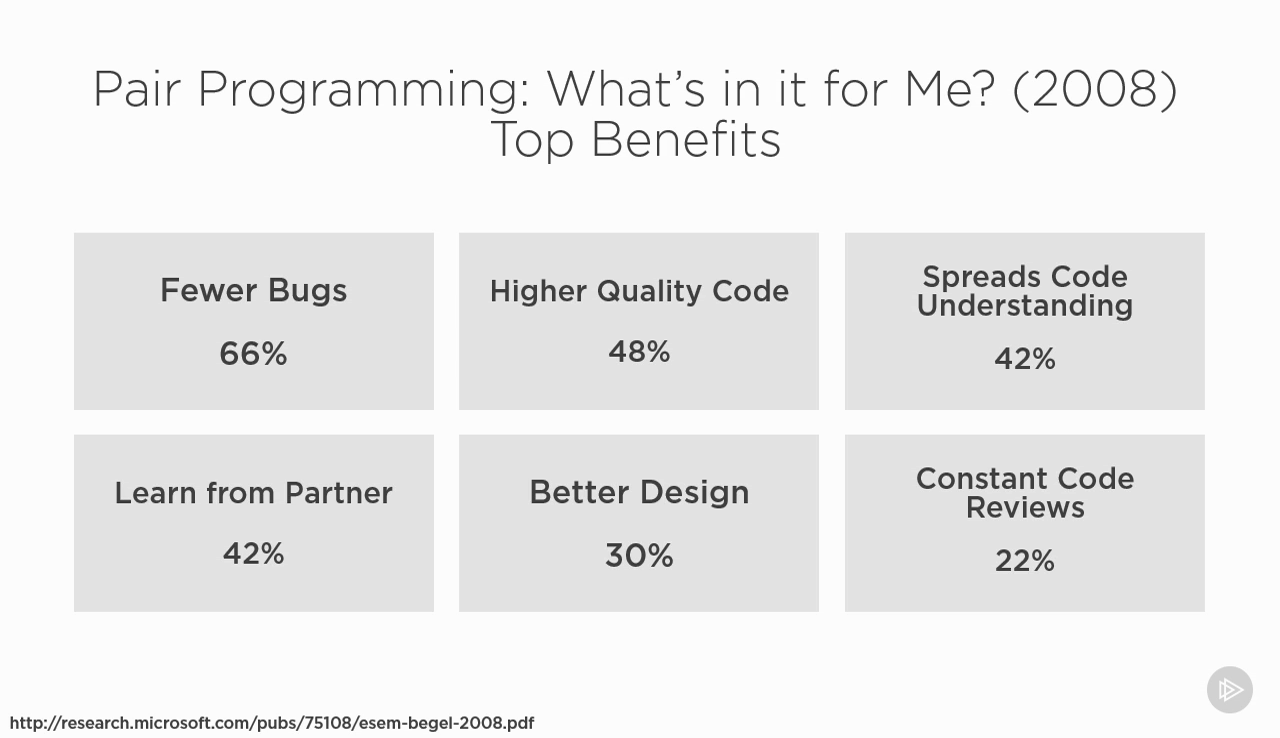 Pair Programming: What's in it for Me? (2008)
Top Benefits
Fewer Bugs
66%
Higher Quality Code
48%
Spreads Code
Understanding
42%
Learn from Partner
42%
Better Design
30%
Constant Code
Reviews
22%
http://research.microsoft.com/pubs/75108/esem-begel-2008.pdf